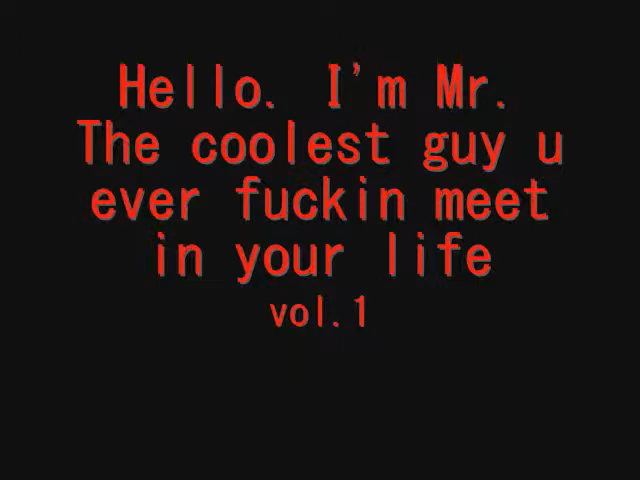 Hello. I'm Mr.
The coolest guy u
ever fuckin meet
in your life
vol.1